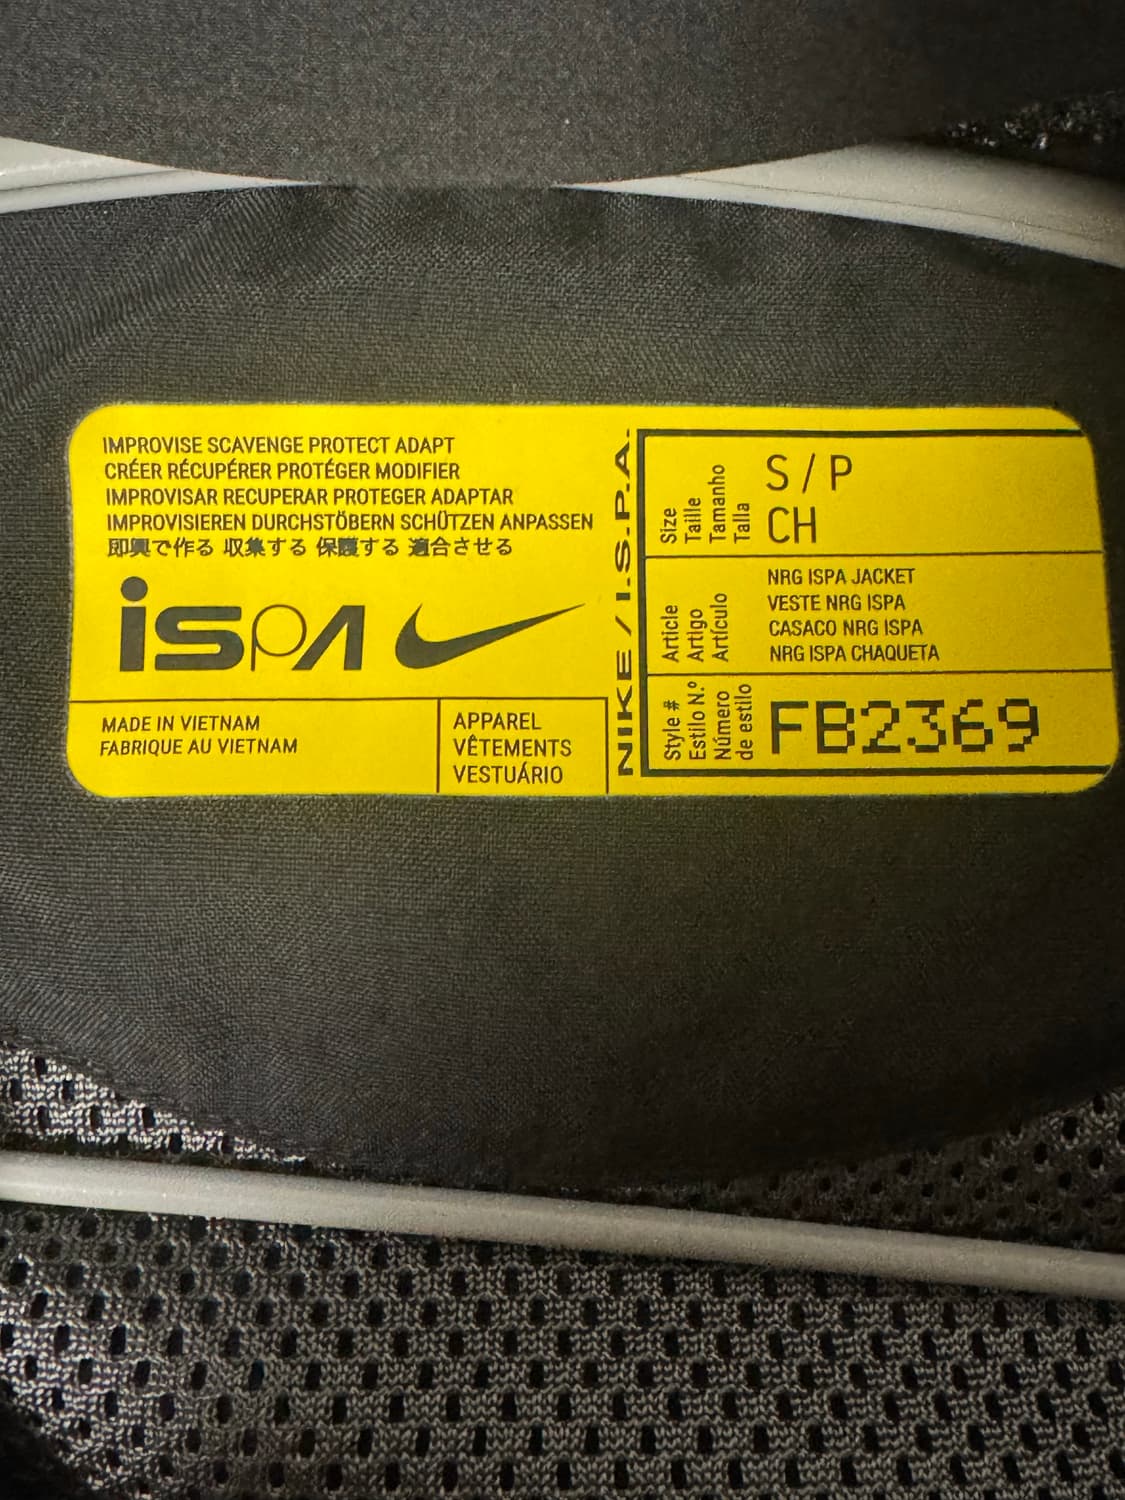 IMPROVISE SCAVENGE PROTECT ADAPT
CRÉER RÉCUPÉRER PROTÉGER MODIFIER
IMPROVISAR RECUPERAR PROTEGER ADAPTAR
IMPROVISIEREN DURCHSTÖBERN SCHÜTZEN ANPASSEN
即興で作る 収集する 保護する 適合させる
ispA
MADE IN VIETNAM
FABRIQUE AU VIETNAM
APPAREL
VÊTEMENTS
VESTUÁRIO
NIKE / I.S.P.A.
Size
Taille
Tamanho
Talla
S / P
CH
Article
Artigo
Artículo
NRG ISPA JACKET
VESTE NRG ISPA
CASACO NRG ISPA
NRG ISPA CHAQUETA
Style #
Estilo N.º
Número
de estilo
FB2369